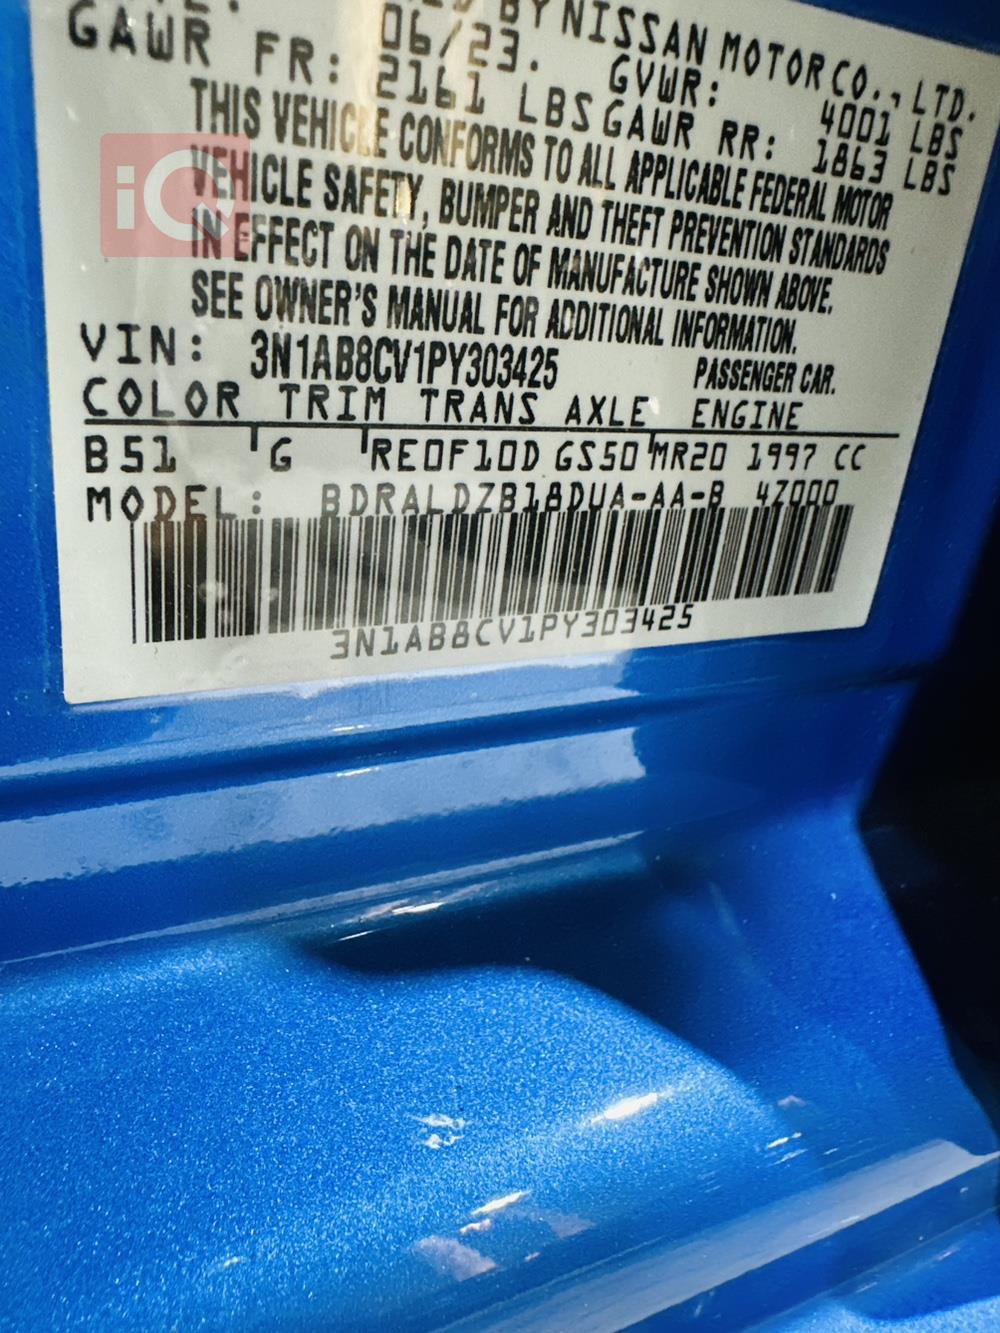 BY NISSAN MOTOR CO., LTD.
06/23. GVWR: 4001 LBS
GAWR FR: 2161 LBS GAWR RR: 1863 LBS
THIS VEHICLE CONFORMS TO ALL APPLICABLE FEDERAL MOTOR
VEHICLE SAFETY, BUMPER AND THEFT PREVENTION STANDARDS
IN EFFECT ON THE DATE OF MANUFACTURE SHOWN ABOVE.
SEE OWNER'S MANUAL FOR ADDITIONAL INFORMATION.
VIN: 3N1AB8CV1PY303425 PASSENGER CAR.
COLOR TRIM TRANS AXLE ENGINE
B51 G RE0F10D GS50 MR20 1997 CC
MODEL: BDRALDZB18DUA-AA-B 4Z000
3N1AB8CV1PY303425
iQ